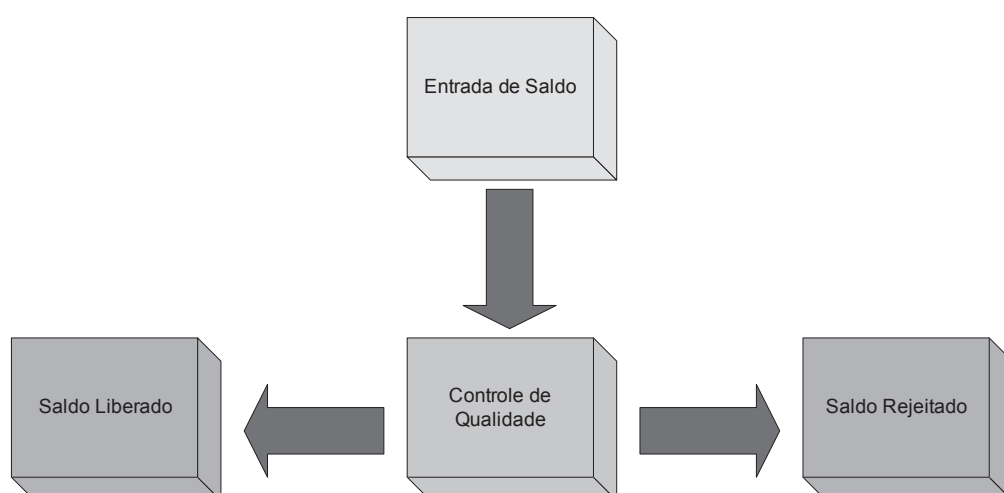 Entrada de Saldo
Saldo Liberado
Controle de
Qualidade
Saldo Rejeitado